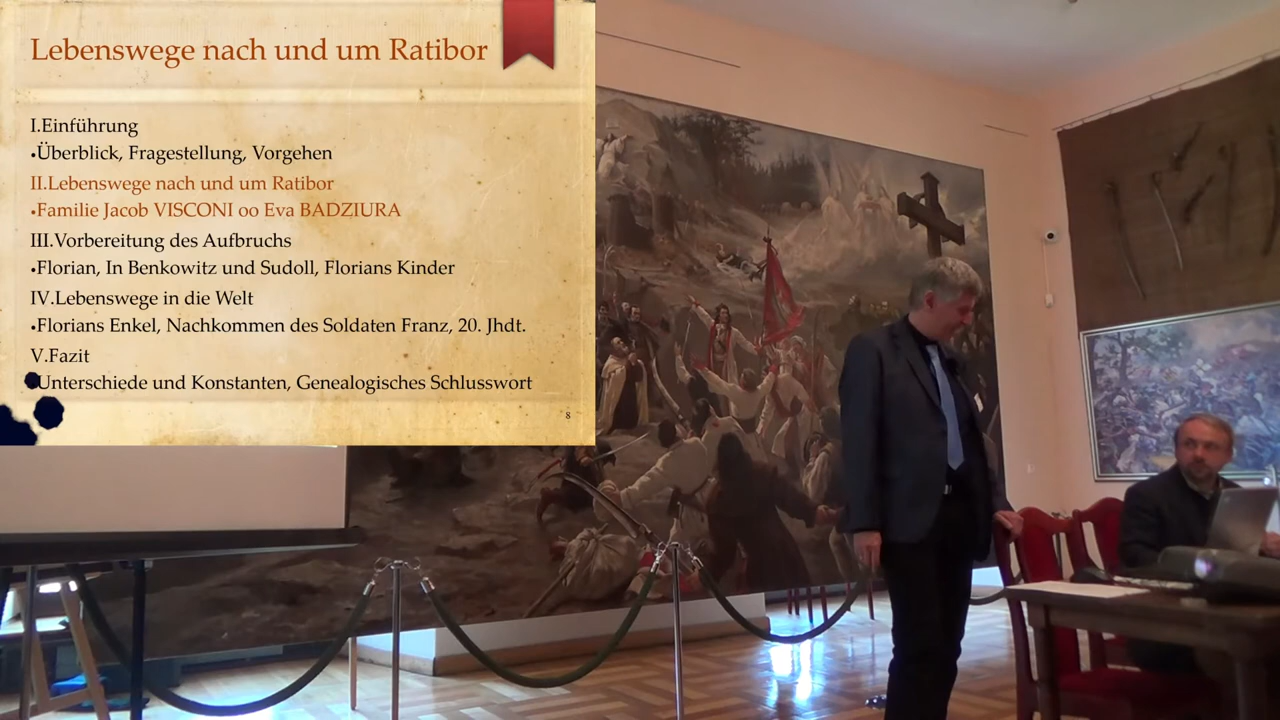 Lebenswege nach und um Ratibor
I.Einführung
•Überblick, Fragestellung, Vorgehen
II.Lebenswege nach und um Ratibor
•Familie Jacob VISCONI oo Eva BADZIURA
III.Vorbereitung des Aufbruchs
•Florian, In Benkowitz und Sudoll, Florians Kinder
IV.Lebenswege in die Welt
•Florians Enkel, Nachkommen des Soldaten Franz, 20. Jhdt.
V.Fazit
Unterschiede und Konstanten, Genealogisches Schlusswort
8